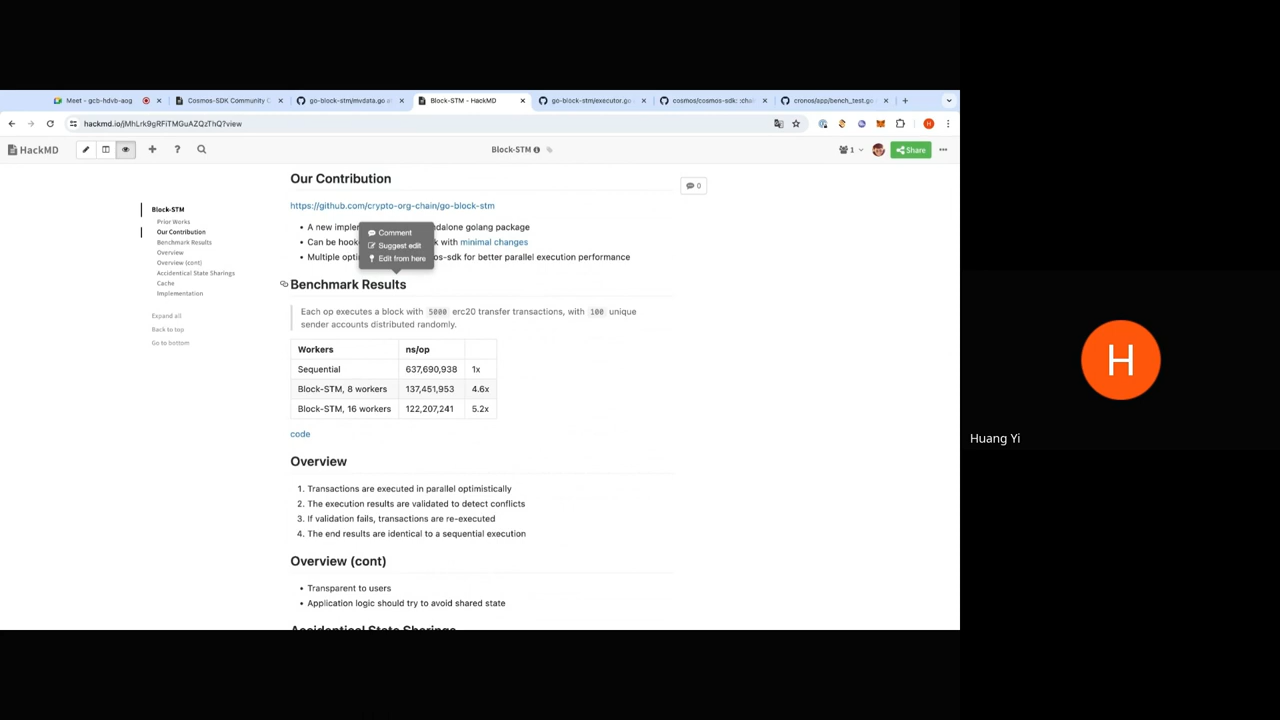 Meet - gcb-hdvb-aog
Cosmos-SDK Community C
go-block-stm/mvdata.go a
Block-STM - HackMD
go-block-stm/executor.go
cosmos/cosmos-sdk: :chai
cronos/app/bench_test.go
hackmd.io/jMhLrk9gRFiTMGuAZQzThQ?view
H
HackMD
Block-STM
1
Share
Our Contribution
0
https://github.com/crypto-org-chain/go-block-stm
Block-STM
Prior Works
Our Contribution
Benchmark Results
Overview
Overview (cont)
Accidentical State Sharings
Cache
Implementation
Expand all
Back to top
Go to bottom
• A new implem
dalone golang package
• Can be hook
k with minimal changes
• Multiple opti
os-sdk for better parallel execution performance
Comment
Suggest edit
Edit from here
Benchmark Results
Each op executes a block with 5000 erc20 transfer transactions, with 100 unique
sender accounts distributed randomly.
Workers ns/op
Sequential 637,690,938 1x
Block-STM, 8 workers 137,451,953 4.6x
Block-STM, 16 workers 122,207,241 5.2x
code
Overview
1. Transactions are executed in parallel optimistically
2. The execution results are validated to detect conflicts
3. If validation fails, transactions are re-executed
4. The end results are identical to a sequential execution
Overview (cont)
• Transparent to users
• Application logic should try to avoid shared state
Accidentical State Sharings
H
Huang Yi